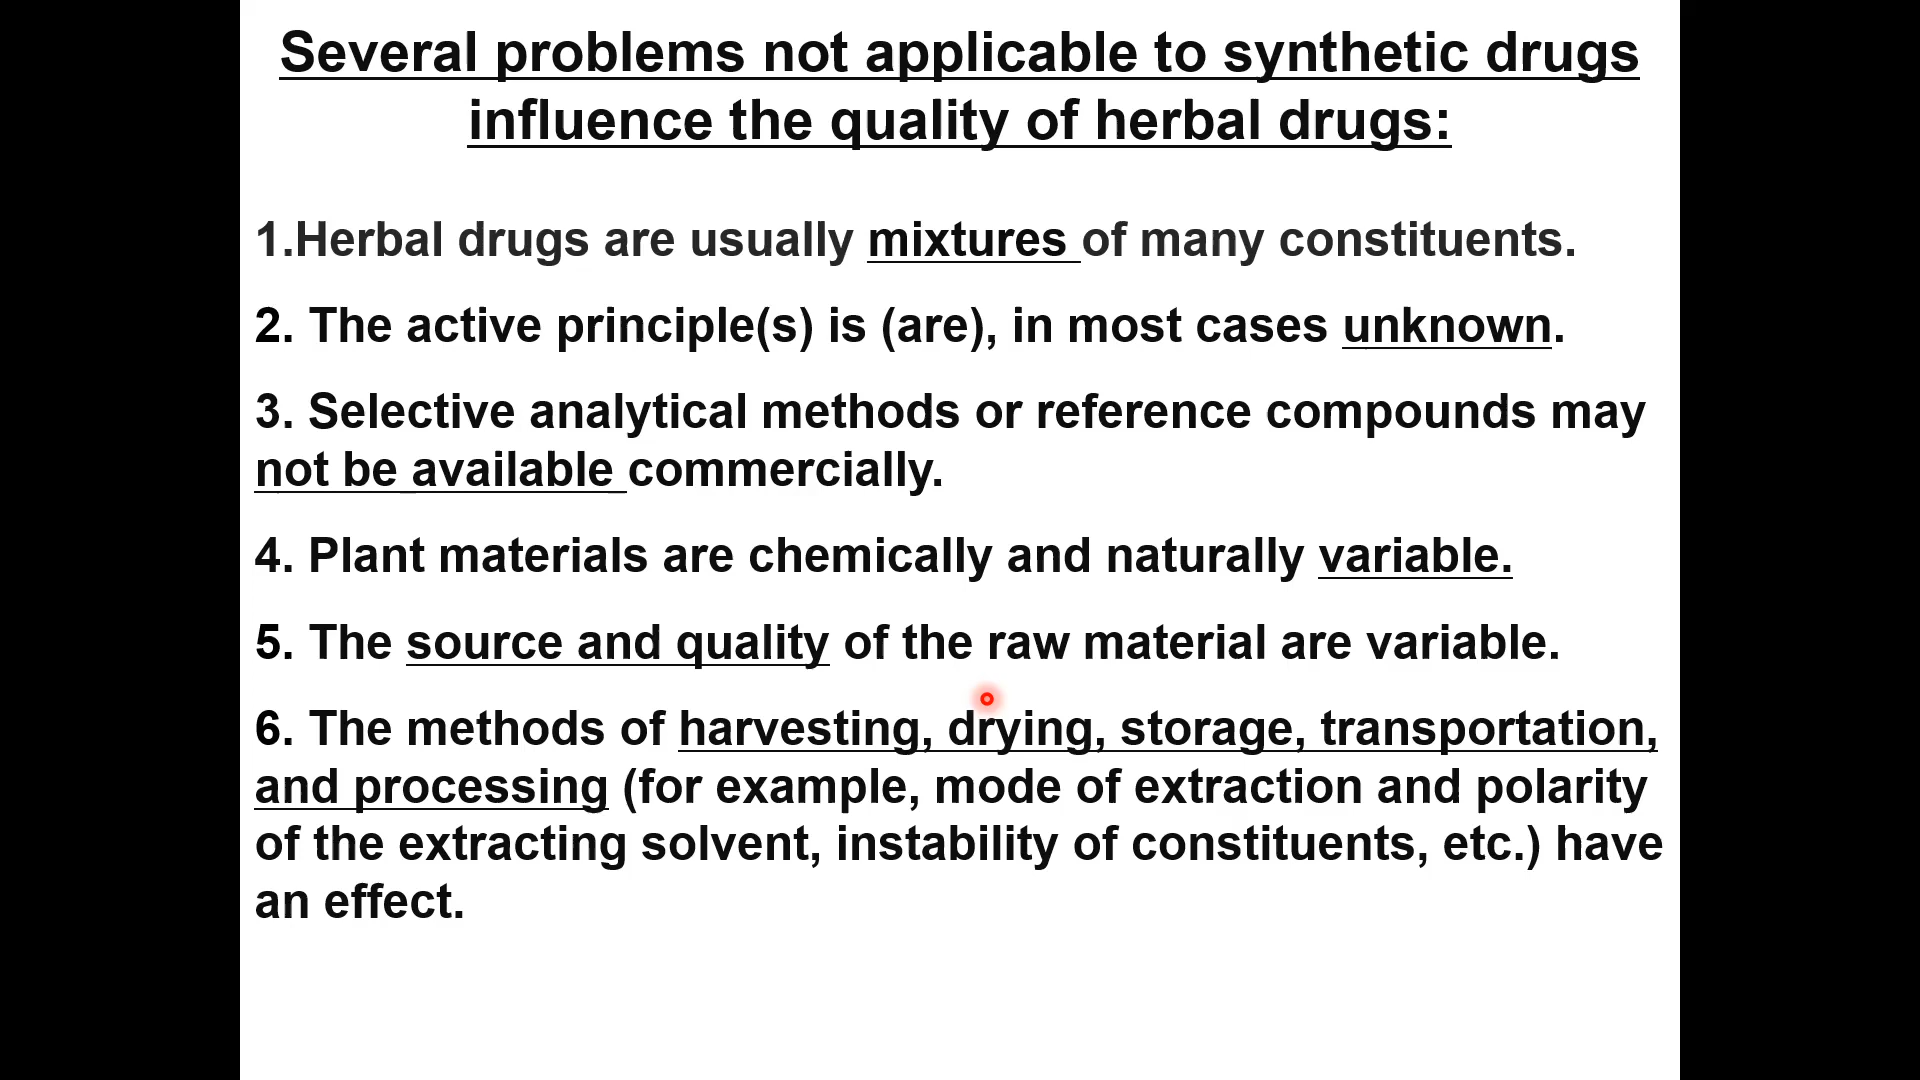 Several problems not applicable to synthetic drugs
influence the quality of herbal drugs:
1.Herbal drugs are usually mixtures of many constituents.
2. The active principle(s) is (are), in most cases unknown.
3. Selective analytical methods or reference compounds may
not be available commercially.
4. Plant materials are chemically and naturally variable.
5. The source and quality of the raw material are variable.
6. The methods of harvesting, drying, storage, transportation,
and processing (for example, mode of extraction and polarity
of the extracting solvent, instability of constituents, etc.) have
an effect.